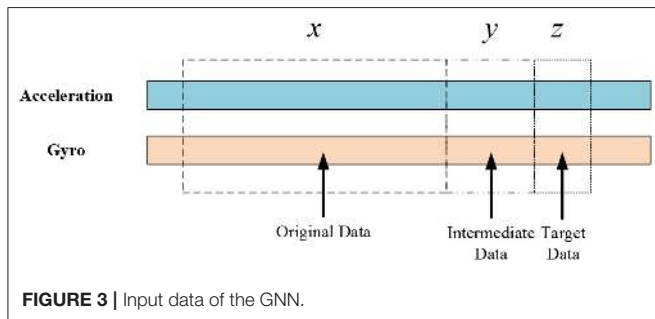 x y z
Acceleration
Gyro
Original Data
Intermediate Data
Target Data
FIGURE 3 | Input data of the GNN.